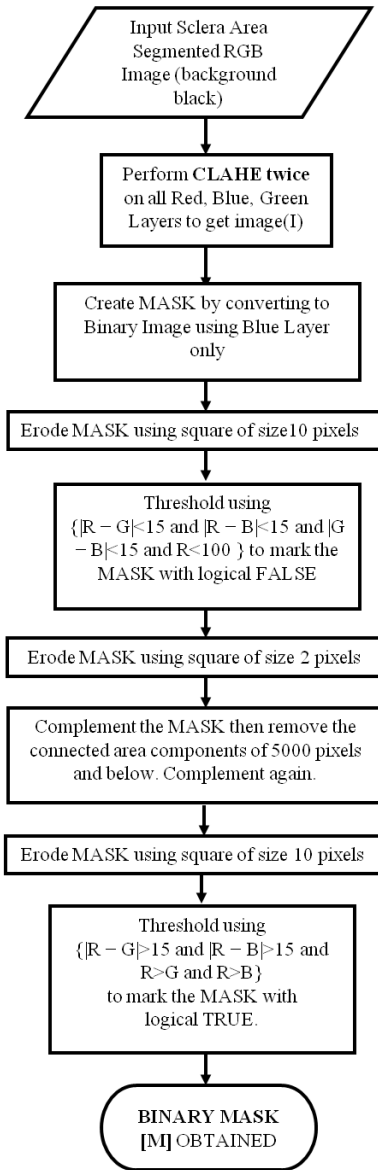 Input Sclera Area
Segmented RGB
Image (background
black)
Perform CLAHE twice
on all Red, Blue, Green
Layers to get image(I)
Create MASK by converting to
Binary Image using Blue Layer
only
Erode MASK using square of size10 pixels
Threshold using
{|R − G|<15 and |R − B|<15 and |G
− B|<15 and R<100 } to mark the
MASK with logical FALSE
Erode MASK using square of size 2 pixels
Complement the MASK then remove the
connected area components of 5000 pixels
and below. Complement again.
Erode MASK using square of size 10 pixels
Threshold using
{|R − G|>15 and |R − B|>15 and
R>G and R>B}
to mark the MASK with
logical TRUE.
BINARY MASK
[M] OBTAINED